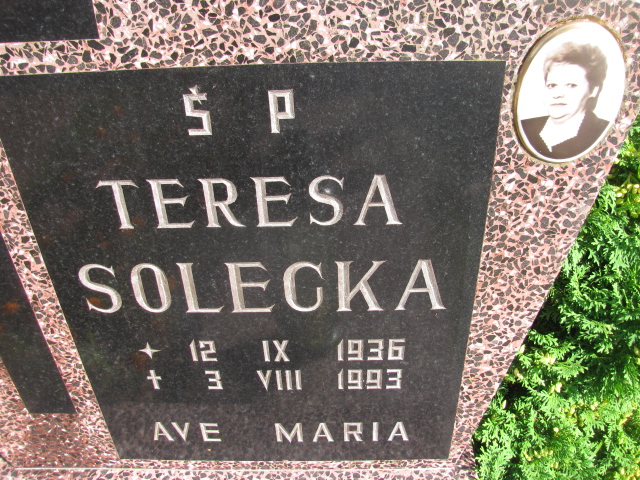 Ś P
TERESA
SOLECKA
12 IX 1936
✝ 3 VIII 1993
AVE MARIA